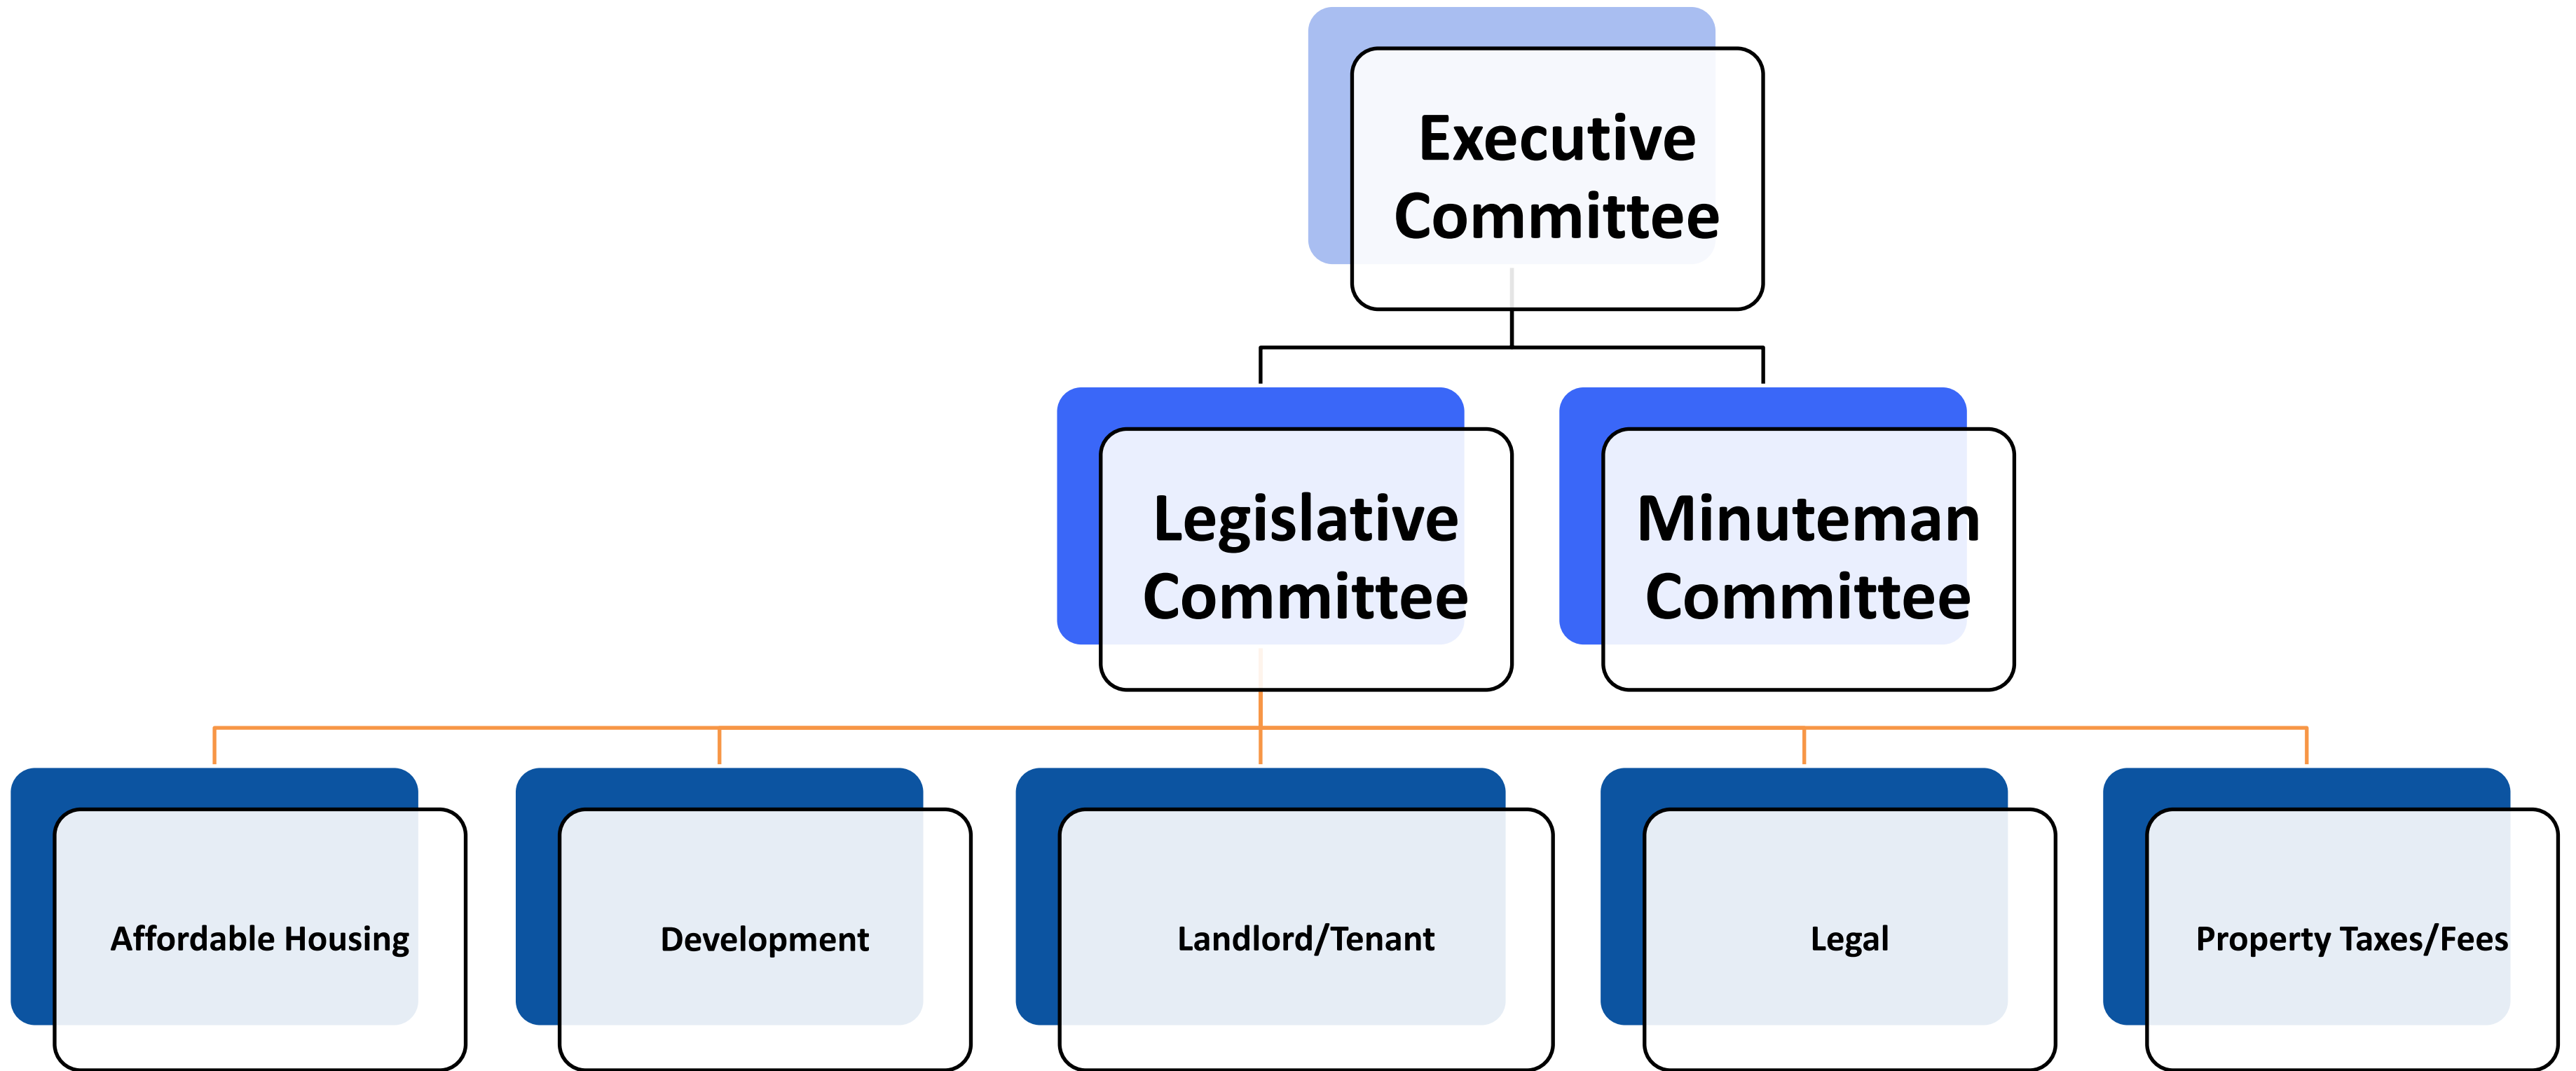 Executive
Committee
Legislative
Committee
Minuteman
Committee
Affordable Housing
Development
Landlord/Tenant
Legal
Property Taxes/Fees